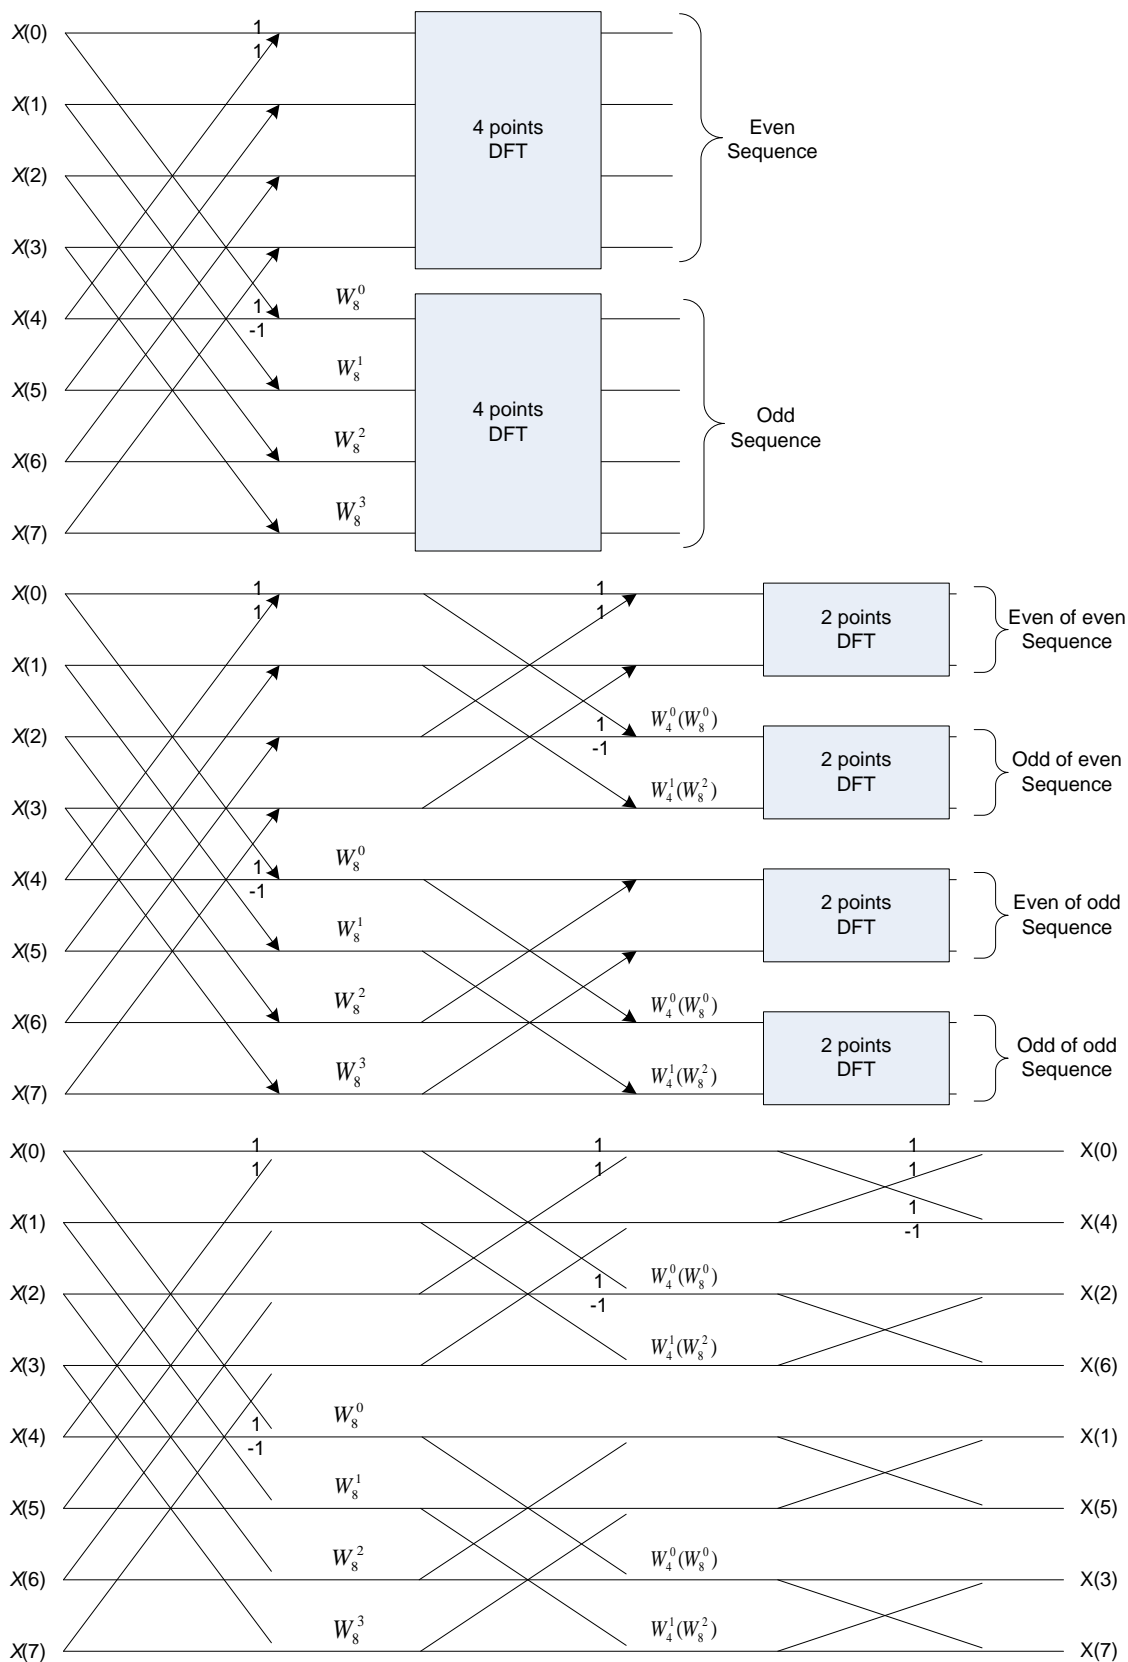 X(0)
1
1
X(1)
4 points
DFT
Even
Sequence
X(2)
X(3)
X(4)
1
-1
W_8^0
X(5)
W_8^1
4 points
DFT
Odd
Sequence
X(6)
W_8^2
X(7)
W_8^3
X(0)
1
1
1
1
2 points
DFT
Even of even
Sequence
X(1)
X(2)
1
-1
W_4^0(W_8^0)
2 points
DFT
Odd of even
Sequence
X(3)
W_4^1(W_8^2)
X(4)
1
-1
W_8^0
2 points
DFT
Even of odd
Sequence
X(5)
W_8^1
X(6)
W_8^2
W_4^0(W_8^0)
2 points
DFT
Odd of odd
Sequence
X(7)
W_8^3
W_4^1(W_8^2)
X(0)
1
1
1
1
1
1
X(0)
X(1)
1
-1
X(4)
X(2)
1
-1
W_4^0(W_8^0)
X(2)
X(3)
W_4^1(W_8^2)
X(6)
X(4)
1
-1
W_8^0
X(1)
X(5)
W_8^1
X(5)
X(6)
W_8^2
W_4^0(W_8^0)
X(3)
X(7)
W_8^3
W_4^1(W_8^2)
X(7)